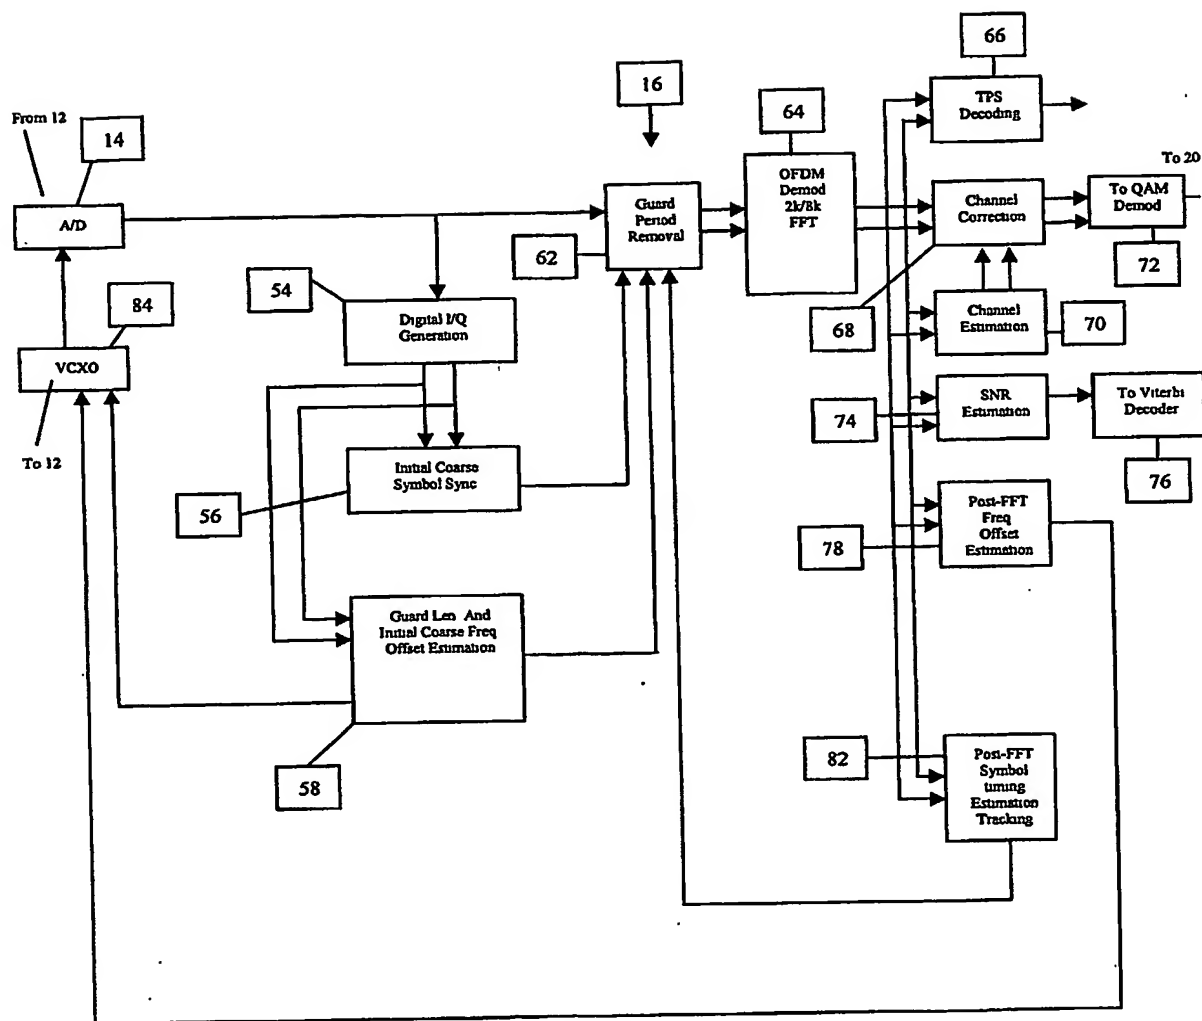 66
16
TPS
Decoding
64
From 12
14
To 20
OFDM
Demod
2k/8k
FFT
A/D
Guard
Period
Removal
Channel
Correction
To QAM
Demod
62
72
54
84
Digital I/Q
Generation
68
Channel
Estimation
70
VCXO
SNR
Estimation
To Viterbi
Decoder
74
To 12
Initial Coarse
Symbol Sync
76
56
Post-FFT
Freq
Offset
Estimation
78
Guard Len And
Initial Coarse Freq
Offset Estimation
82
Post-FFT
Symbol
timing
Estimation
Tracking
58